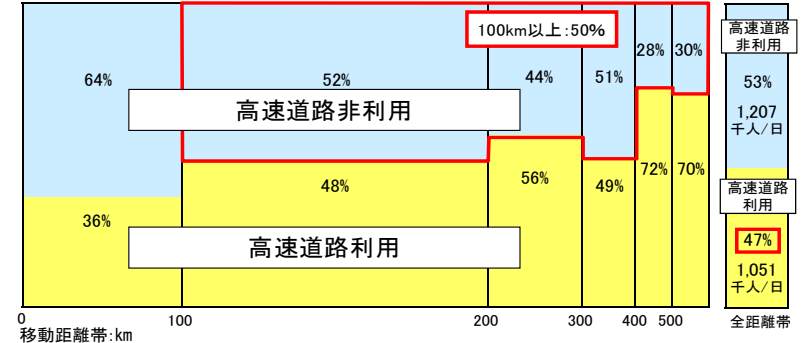 100km以上:50%
64%
52%
44%
51%
28%
30%
高速道路非利用
36%
48%
56%
49%
72%
70%
高速道路利用
0
100
200
300
400
500
移動距離帯:km
高速道路
非利用
53%
1,207
千人/日
高速道路
利用
47%
1,051
千人/日
全距離帯